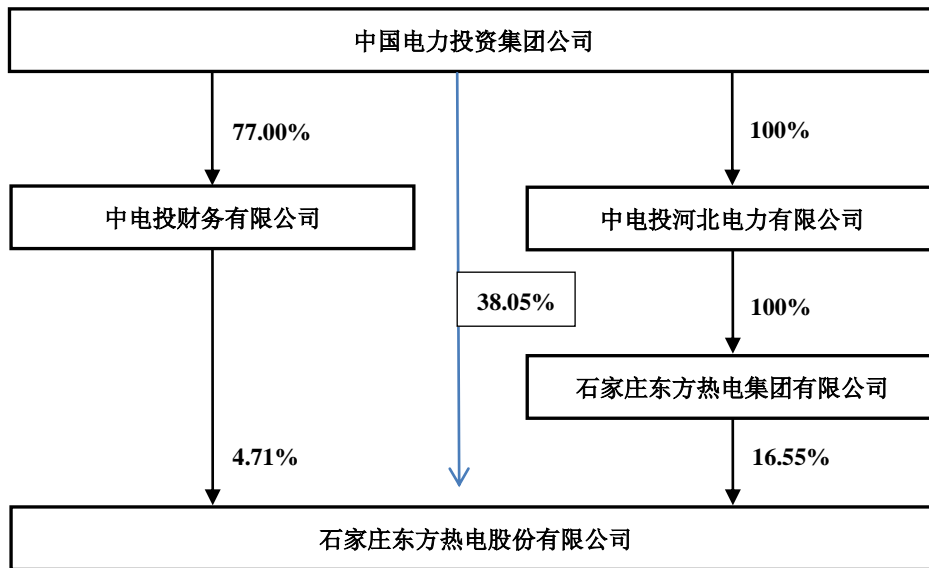 中国电力投资集团公司
77.00%
100%
中电投财务有限公司
中电投河北电力有限公司
38.05%
100%
石家庄东方热电集团有限公司
4.71%
16.55%
石家庄东方热电股份有限公司